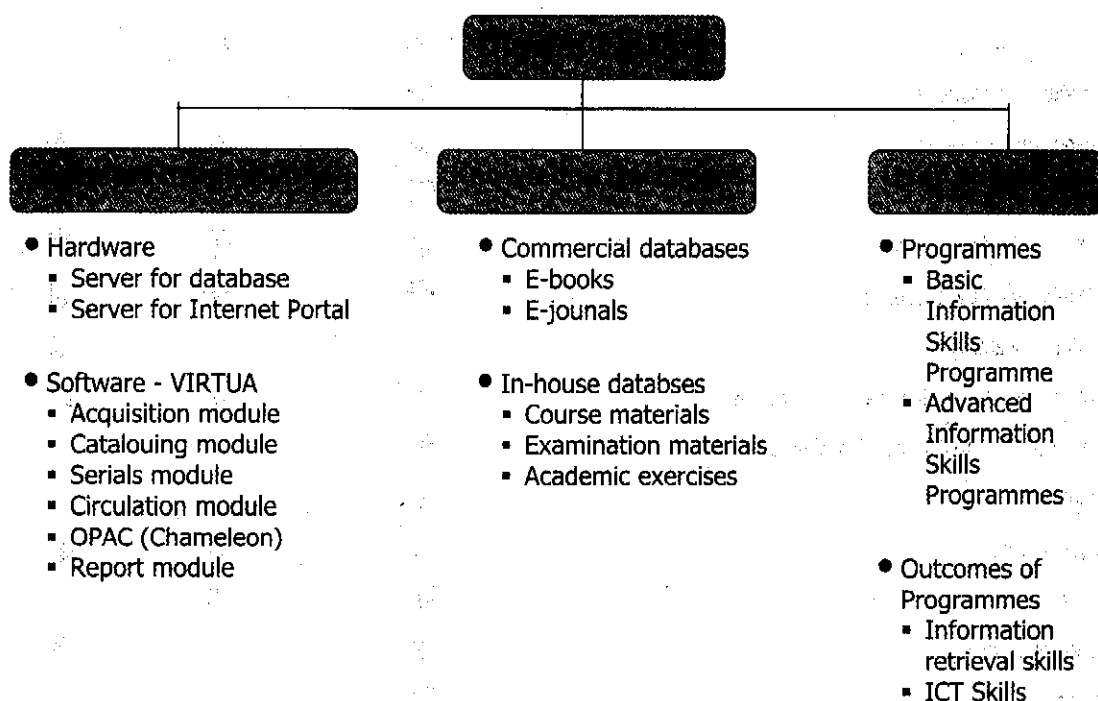 ● Hardware
▪ Server for database
▪ Server for Internet Portal
● Software - VIRTUA
▪ Acquisition module
▪ Catalouing module
▪ Serials module
▪ Circulation module
▪ OPAC (Chameleon)
▪ Report module
● Commercial databases
▪ E-books
▪ E-jounals
● In-house databses
▪ Course materials
▪ Examination materials
▪ Academic exercises
● Programmes
▪ Basic
Information
Skills
Programme
▪ Advanced
Information
Skills
Programmes
● Outcomes of
Programmes
▪ Information
retrieval skills
▪ ICT Skills